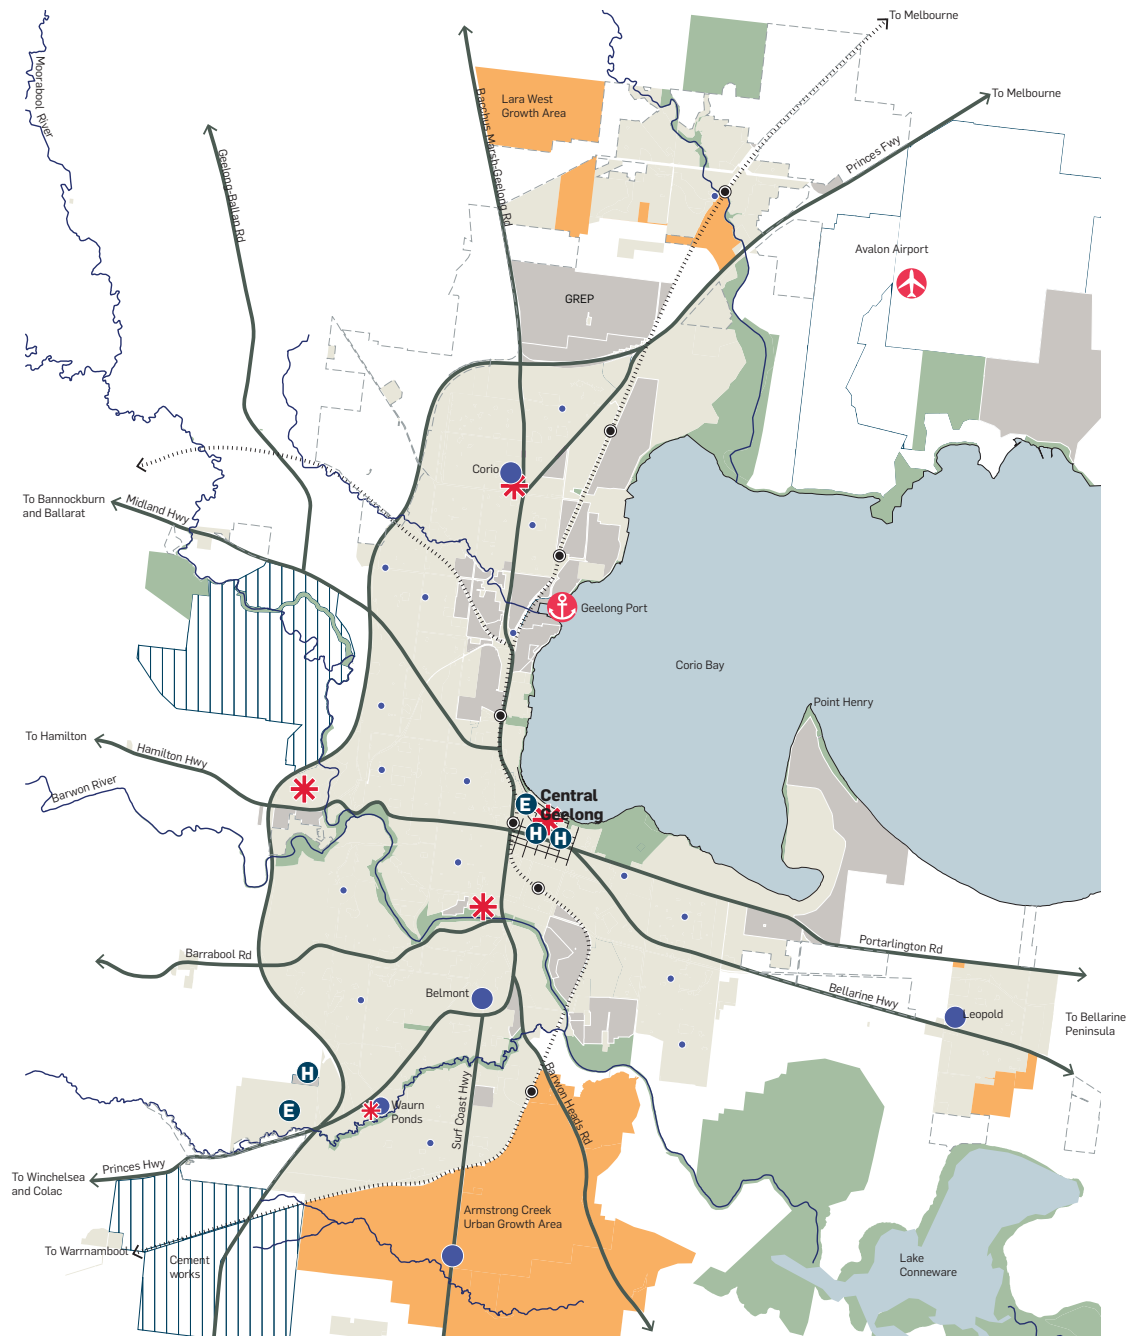 To Melbourne
To Melbourne
Moorabool River
Lara West
Growth Area
Bacchus Marsh-Geelong Rd
Geelong-Ballan Rd
Princes Fwy
Avalon Airport
GREP
Corio
To Bannockburn
and Ballarat
Midland Hwy
Geelong Port
Corio Bay
Point Henry
To Hamilton
Hamilton Hwy
Barwon River
E
Central
Geelong
H
H
Barrabool Rd
Portarlington Rd
Belmont
Bellarine Hwy
Leopold
To Bellarine
Peninsula
H
E
Waurn
Ponds
Surf Coast Hwy
Barwon Heads Rd
Princes Hwy
To Winchelsea
and Colac
Armstrong Creek
Urban Growth Area
To Warrnambool
Cement
works
Lake
Conneware